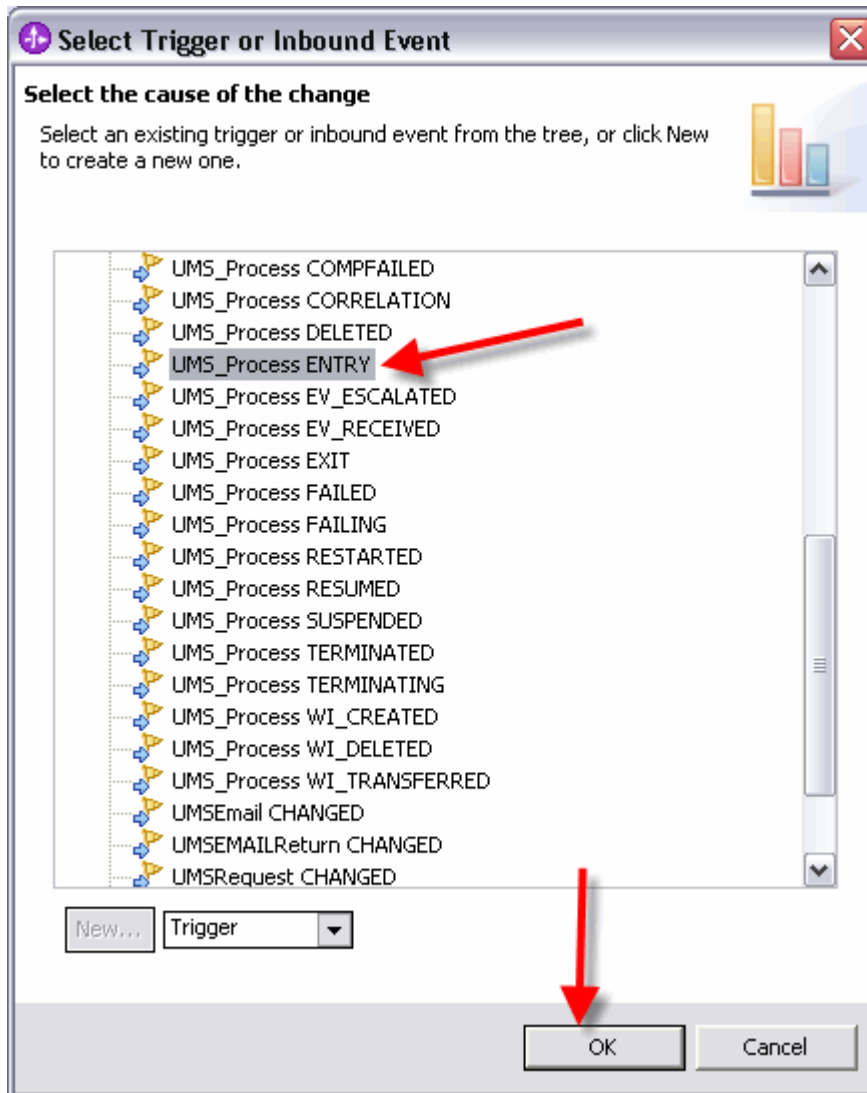 Select Trigger or Inbound Event
Select the cause of the change
Select an existing trigger or inbound event from the tree, or click New
to create a new one.
UMS_Process COMPFAILED
UMS_Process CORRELATION
UMS_Process DELETED
UMS_Process ENTRY
UMS_Process EV_ESCALATED
UMS_Process EV_RECEIVED
UMS_Process EXIT
UMS_Process FAILED
UMS_Process FAILING
UMS_Process RESTARTED
UMS_Process RESUMED
UMS_Process SUSPENDED
UMS_Process TERMINATED
UMS_Process TERMINATING
UMS_Process WI_CREATED
UMS_Process WI_DELETED
UMS_Process WI_TRANSFERRED
UMSEmail CHANGED
UMSEMAILReturn CHANGED
UMSRequest CHANGED
New... Trigger
OK Cancel